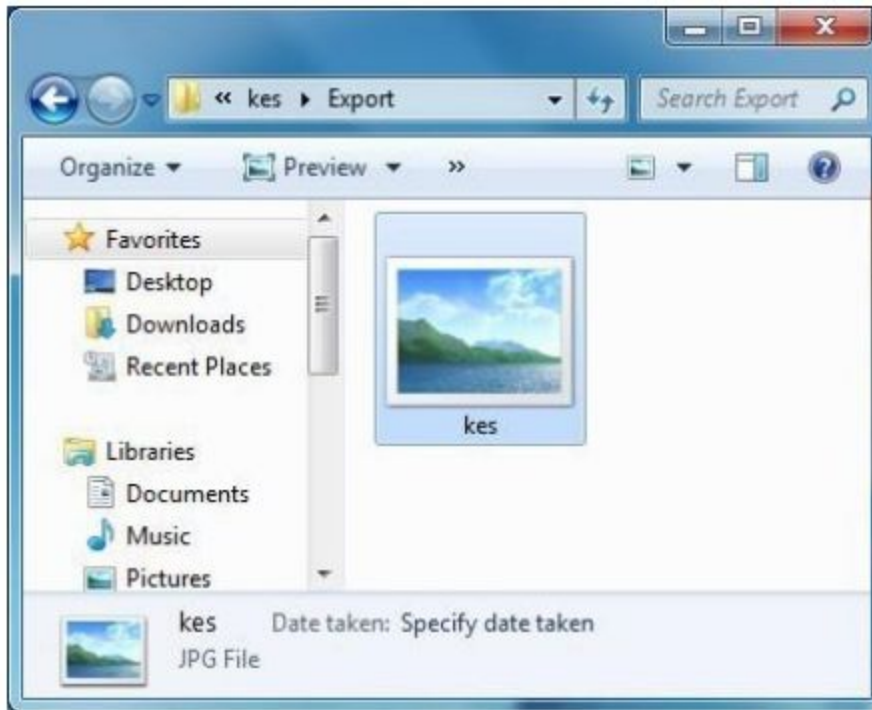 « kes ▸ Export
Search Export
Organize ▾ Preview ▾ »
Favorites
Desktop
Downloads
Recent Places
Libraries
Documents
Music
Pictures
kes
kes Date taken: Specify date taken
JPG File